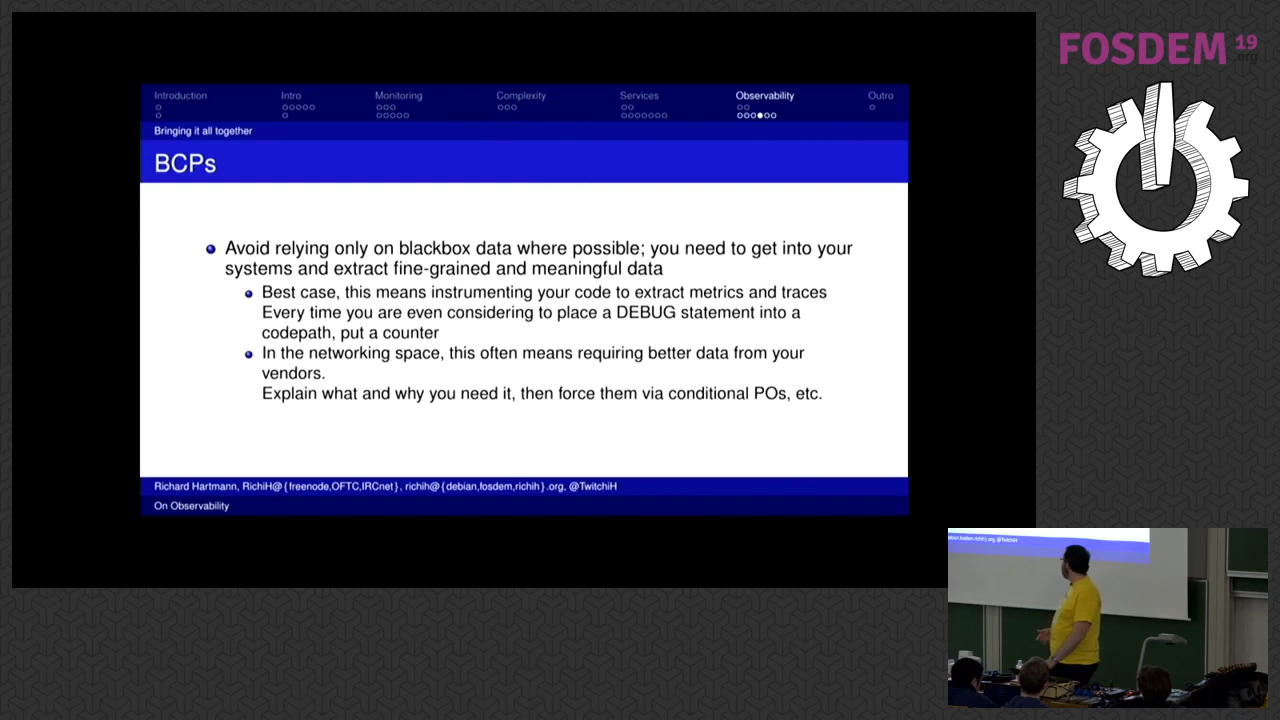 FOSDEM 19
.org
Introduction Intro Monitoring Complexity Services Observability Outro
Bringing it all together
BCPs
Avoid relying only on blackbox data where possible; you need to get into your
systems and extract fine-grained and meaningful data
Best case, this means instrumenting your code to extract metrics and traces
Every time you are even considering to place a DEBUG statement into a
codepath, put a counter
In the networking space, this often means requiring better data from your
vendors.
Explain what and why you need it, then force them via conditional POs, etc.
Richard Hartmann, RichiH@{freenode,OFTC,IRCnet}, richih@{debian,fosdem,richih}.org, @TwitchiH
On Observability